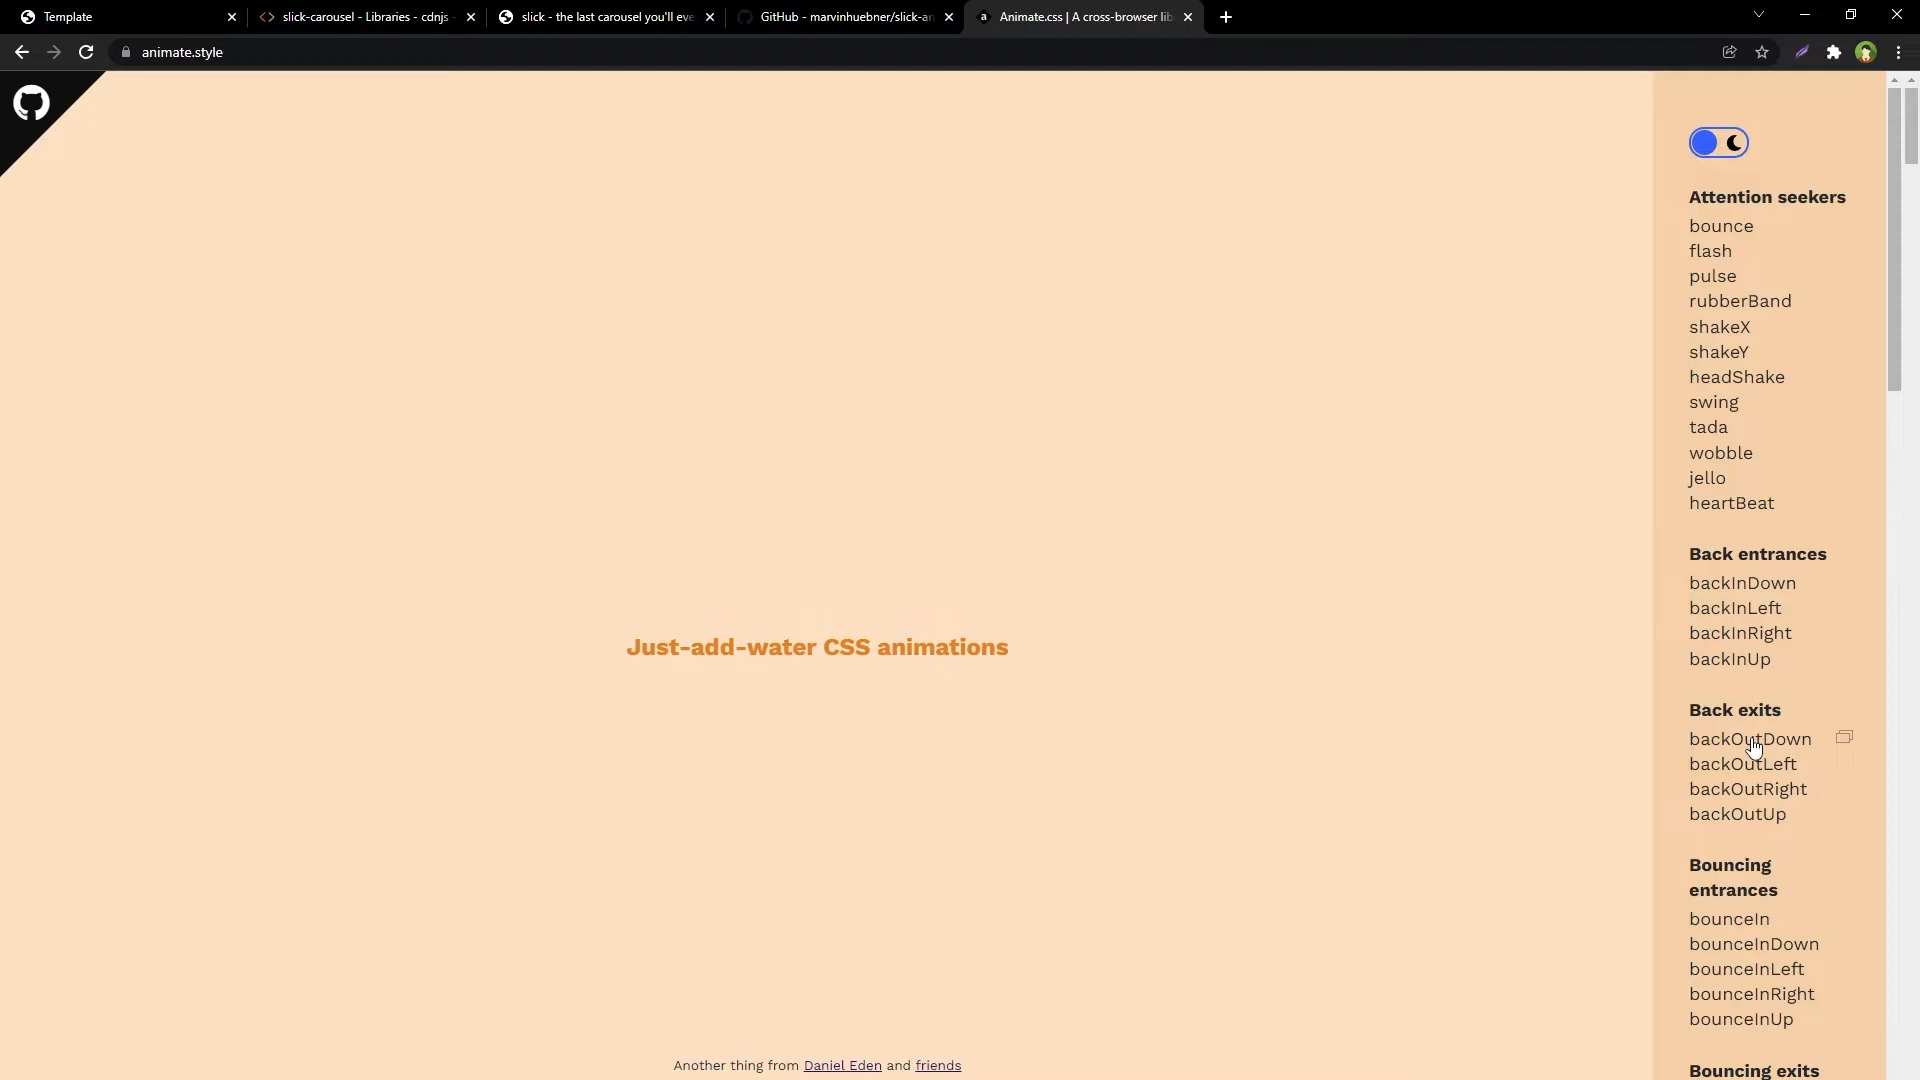 Template
slick-carousel - Libraries - cdnjs -
slick - the last carousel you'll eve
GitHub - marvinhuebner/slick-an
Animate.css | A cross-browser lib
animate.style
Attention seekers
bounce
flash
pulse
rubberBand
shakeX
shakeY
headShake
swing
tada
wobble
jello
heartBeat
Back entrances
backInDown
backInLeft
backInRight
backInUp
Back exits
backOutDown
backOutLeft
backOutRight
backOutUp
Bouncing
entrances
bounceIn
bounceInDown
bounceInLeft
bounceInRight
bounceInUp
Bouncing exits
Just-add-water CSS animations
Another thing from Daniel Eden and friends